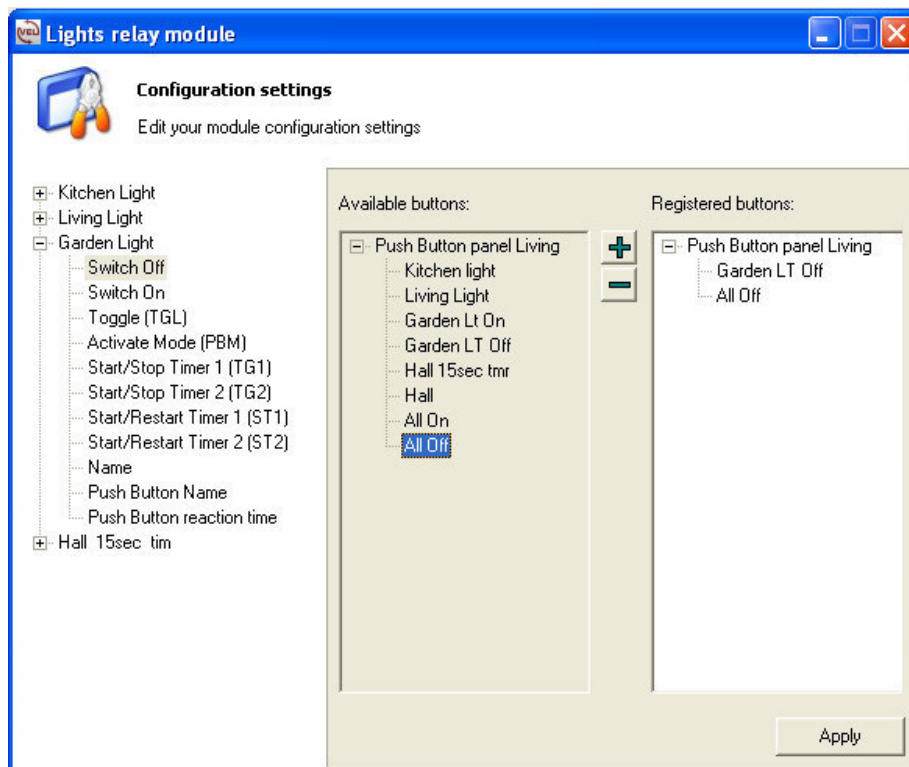 VEL
Lights relay module
Configuration settings
Edit your module configuration settings
Kitchen Light
Living Light
Garden Light
Switch Off
Switch On
Toggle (TGL)
Activate Mode (PBM)
Start/Stop Timer 1 (TG1)
Start/Stop Timer 2 (TG2)
Start/Restart Timer 1 (ST1)
Start/Restart Timer 2 (ST2)
Name
Push Button Name
Push Button reaction time
Hall 15sec tim
Available buttons:
Push Button panel Living
Kitchen light
Living Light
Garden Lt On
Garden LT Off
Hall 15sec tmr
Hall
All On
All Off
Registered buttons:
Push Button panel Living
Garden LT Off
All Off
Apply